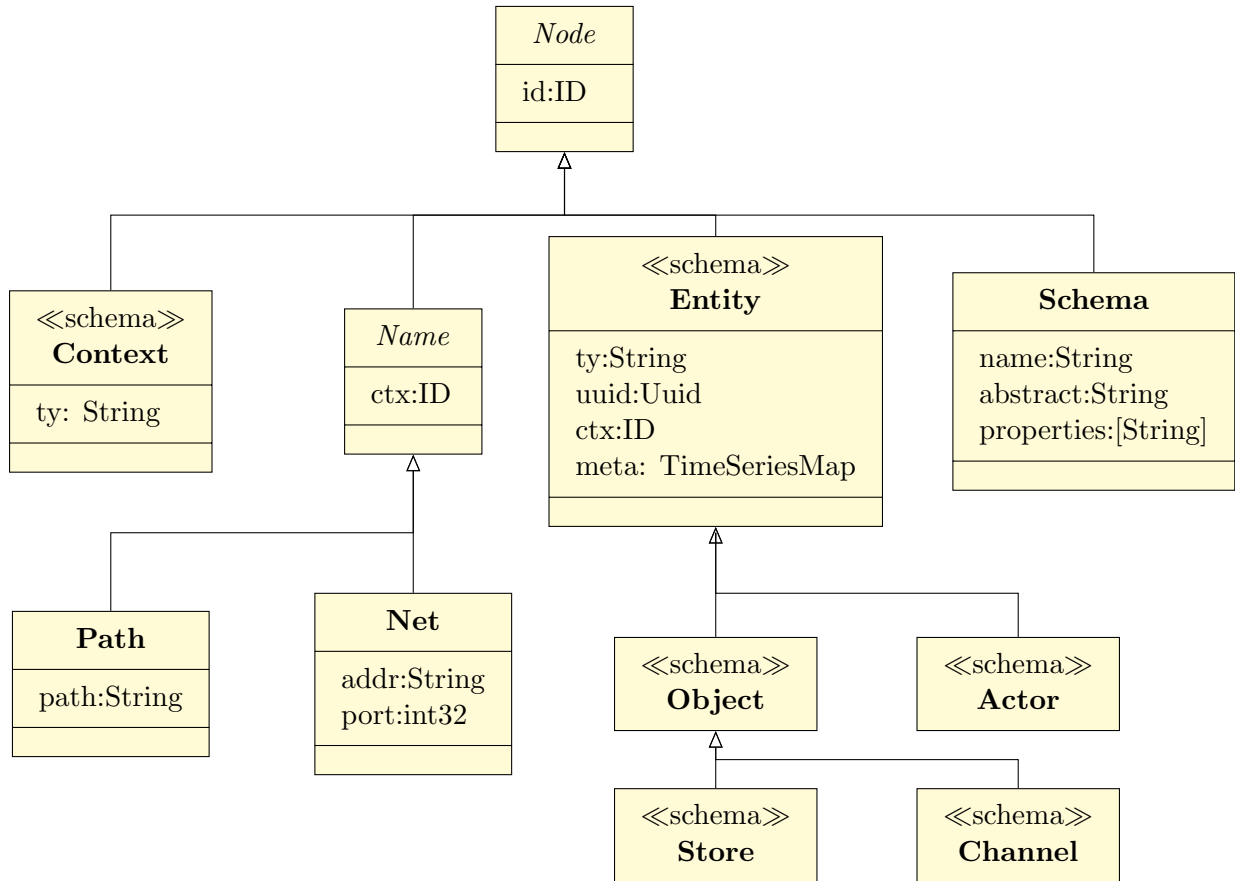 Node
id:ID
≪schema≫
Context
ty: String
Name
ctx:ID
≪schema≫
Entity
ty:String
uuid:Uuid
ctx:ID
meta: TimeSeriesMap
Schema
name:String
abstract:String
properties:[String]
Path
path:String
Net
addr:String
port:int32
≪schema≫
Object
≪schema≫
Actor
≪schema≫
Store
≪schema≫
Channel